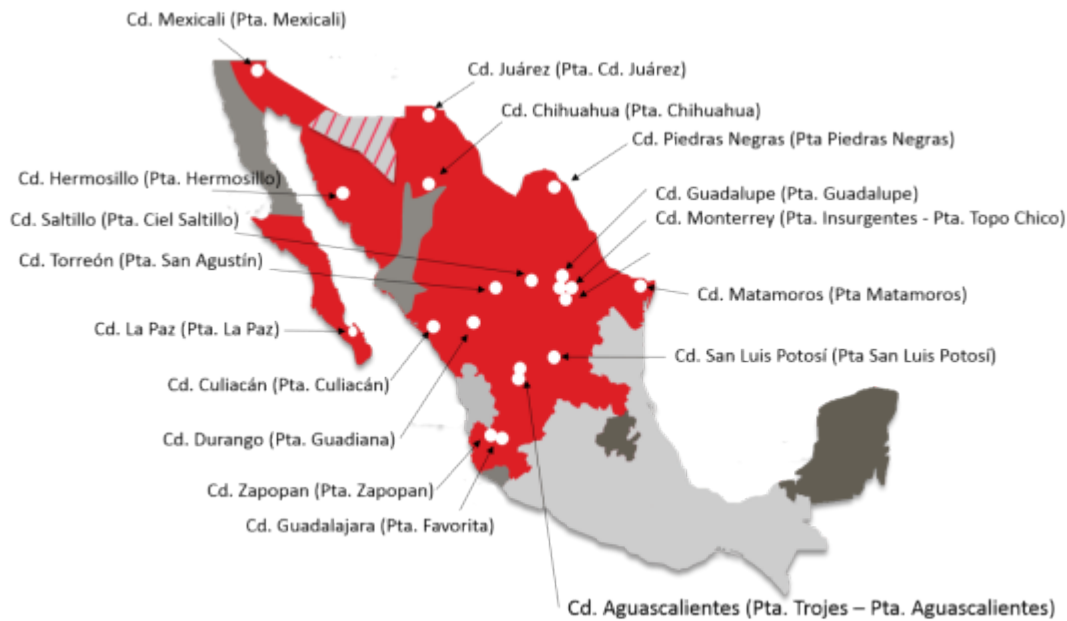 Cd. Mexicali (Pta. Mexicali)
Cd. Juárez (Pta. Cd. Juárez)
Cd. Chihuahua (Pta. Chihuahua)
Cd. Piedras Negras (Pta Piedras Negras)
Cd. Hermosillo (Pta. Hermosillo)
Cd. Guadalupe (Pta. Guadalupe)
Cd. Saltillo (Pta. Ciel Saltillo)
Cd. Monterrey (Pta. Insurgentes - Pta. Topo Chico)
Cd. Torreón (Pta. San Agustín)
Cd. Matamoros (Pta Matamoros)
Cd. La Paz (Pta. La Paz)
Cd. San Luis Potosí (Pta San Luis Potosí)
Cd. Culiacán (Pta. Culiacán)
Cd. Durango (Pta. Guadiana)
Cd. Zapopan (Pta. Zapopan)
Cd. Guadalajara (Pta. Favorita)
Cd. Aguascalientes (Pta. Trojes – Pta. Aguascalientes)